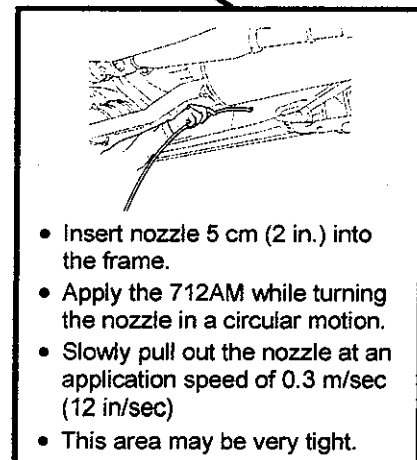 • Insert nozzle 5 cm (2 in.) into
the frame.
• Apply the 712AM while turning
the nozzle in a circular motion.
• Slowly pull out the nozzle at an
application speed of 0.3 m/sec
(12 in/sec)
• This area may be very tight.